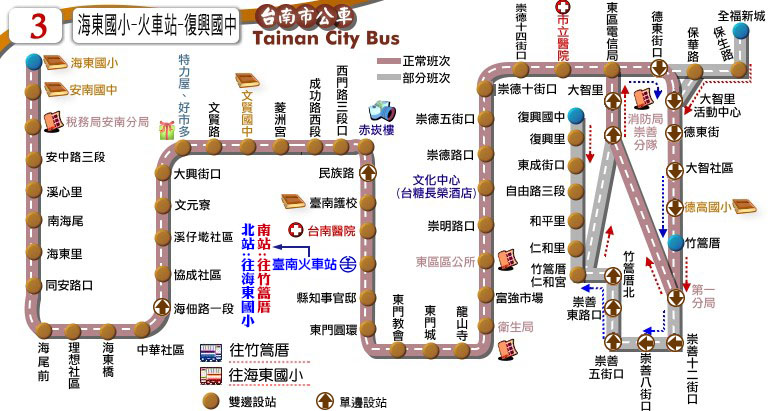 3
海東國小-火車站-復興國中
台南市公車
Tainan City Bus
正常班次
部分班次
海東國小
安南國中
稅務局安南分局
安中路三段
溪心里
南海尾
海東里
同安路口
海尾前
理想社區
海東橋
中華社區
海佃路一段
協成社區
溪仔墘社區
文元寮
大興街口
特力屋、好市多
文賢路
文賢國中
菱洲宮
成功路西段
西門路三段口
赤崁樓
民族路
臺南護校
台南醫院
臺南火車站
南站:往竹篙厝
北站:往海東國小
縣知事官邸
東門圓環
東門教會
東門城
龍山寺
衛生局
富強市場
東區區公所
崇明路口
文化中心
(台糖長榮酒店)
崇德路口
崇德五街口
崇德十街口
崇德十四街口
市立醫院
東區電信局
德東街口
保華路
保生路
全福新城
大智里
大智里
活動中心
消防局
崇善
分隊
德東街
大智社區
德高國小
竹篙厝
第一
分局
崇善十二街口
崇善八街口
崇善
五街口
崇善
東路口
竹篙厝北
復興國中
復興里
東成街口
自由路三段
和平里
仁和里
竹篙厝
仁和宮
往竹篙厝
往海東國小
雙邊設站
單邊設站